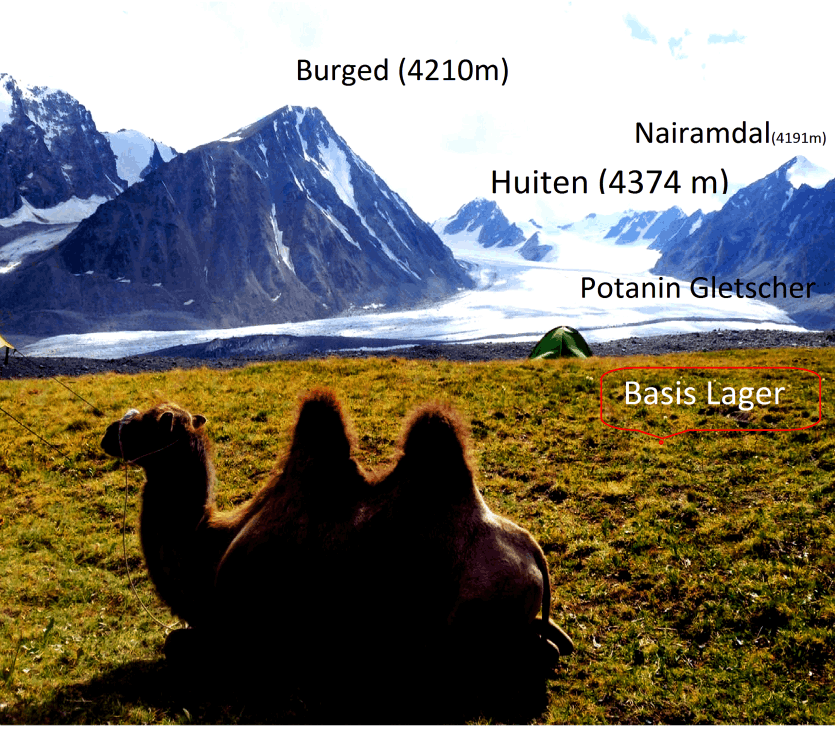 Burged (4210m)
Nairamdal(4191m)
Huiten (4374 m)
Potanin Gletscher
Basis Lager